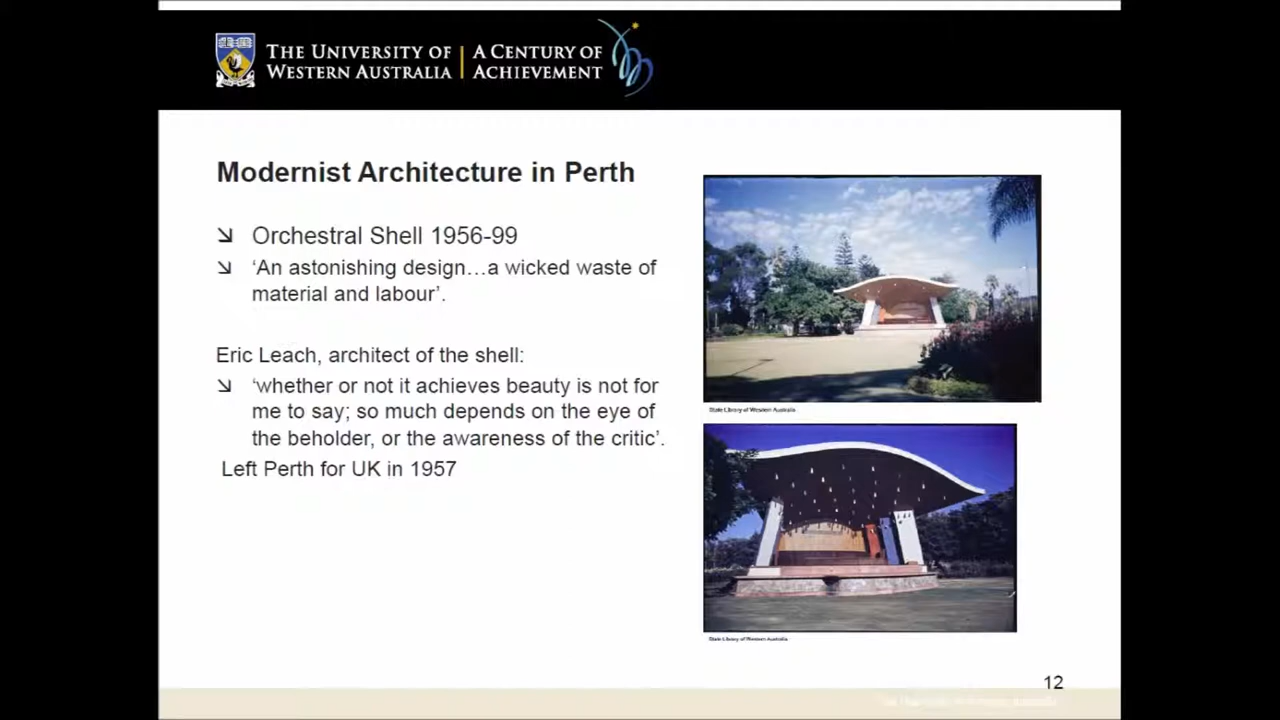 THE UNIVERSITY OF
WESTERN AUSTRALIA
A CENTURY OF
ACHIEVEMENT
Modernist Architecture in Perth
Orchestral Shell 1956-99
‘An astonishing design…a wicked waste of
material and labour’.
Eric Leach, architect of the shell:
‘whether or not it achieves beauty is not for
me to say; so much depends on the eye of
the beholder, or the awareness of the critic’.
Left Perth for UK in 1957
State Library of Western Australia
State Library of Western Australia
12